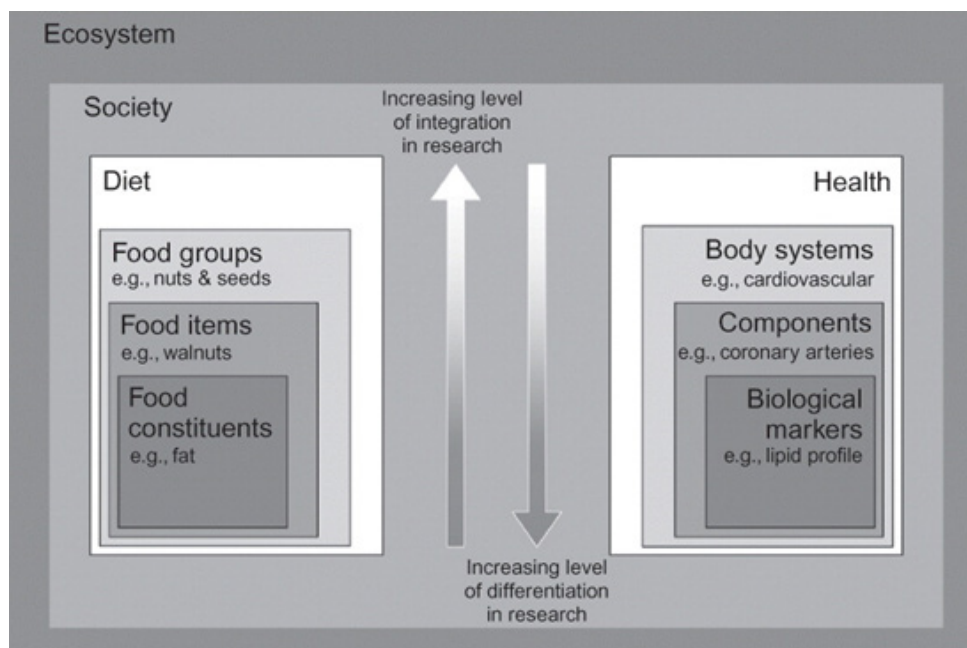 Ecosystem
Society
Increasing level
of integration
in research
Diet
Food groups
e.g., nuts & seeds
Food items
e.g., walnuts
Food
constituents
e.g., fat
Health
Body systems
e.g., cardiovascular
Components
e.g., coronary arteries
Biological
markers
e.g., lipid profile
Increasing level
of differentiation
in research